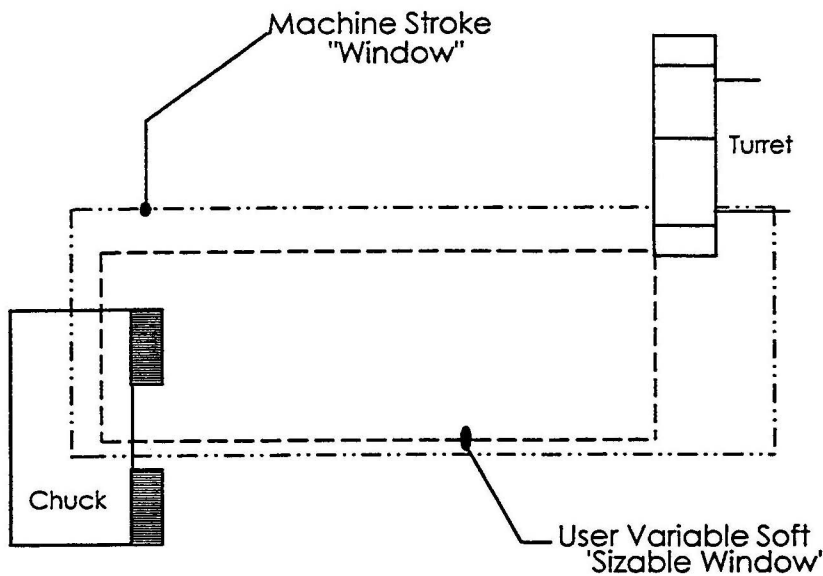 Machine Stroke
"Window"
Turret
Chuck
User Variable Soft
'Sizable Window'